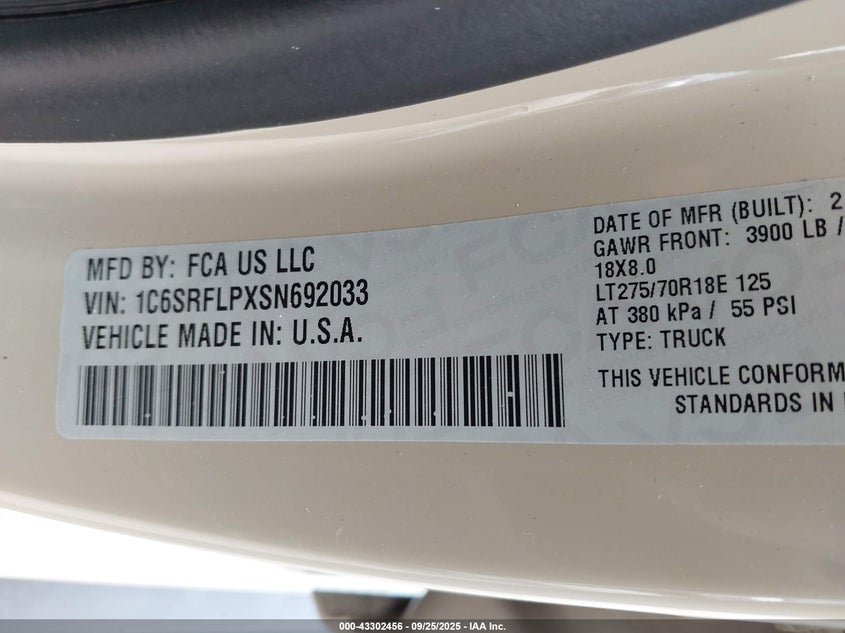 MFD BY: FCA US LLC
VIN: 1C6SRFLPXSN692033
VEHICLE MADE IN: U.S.A.
DATE OF MFR (BUILT): 2
GAWR FRONT: 3900 LB /
18X8.0
LT275/70R18E 125
AT 380 kPa / 55 PSI
TYPE: TRUCK
THIS VEHICLE CONFORM
STANDARDS IN
000-43302456 - 09/25/2025 - IAA Inc.